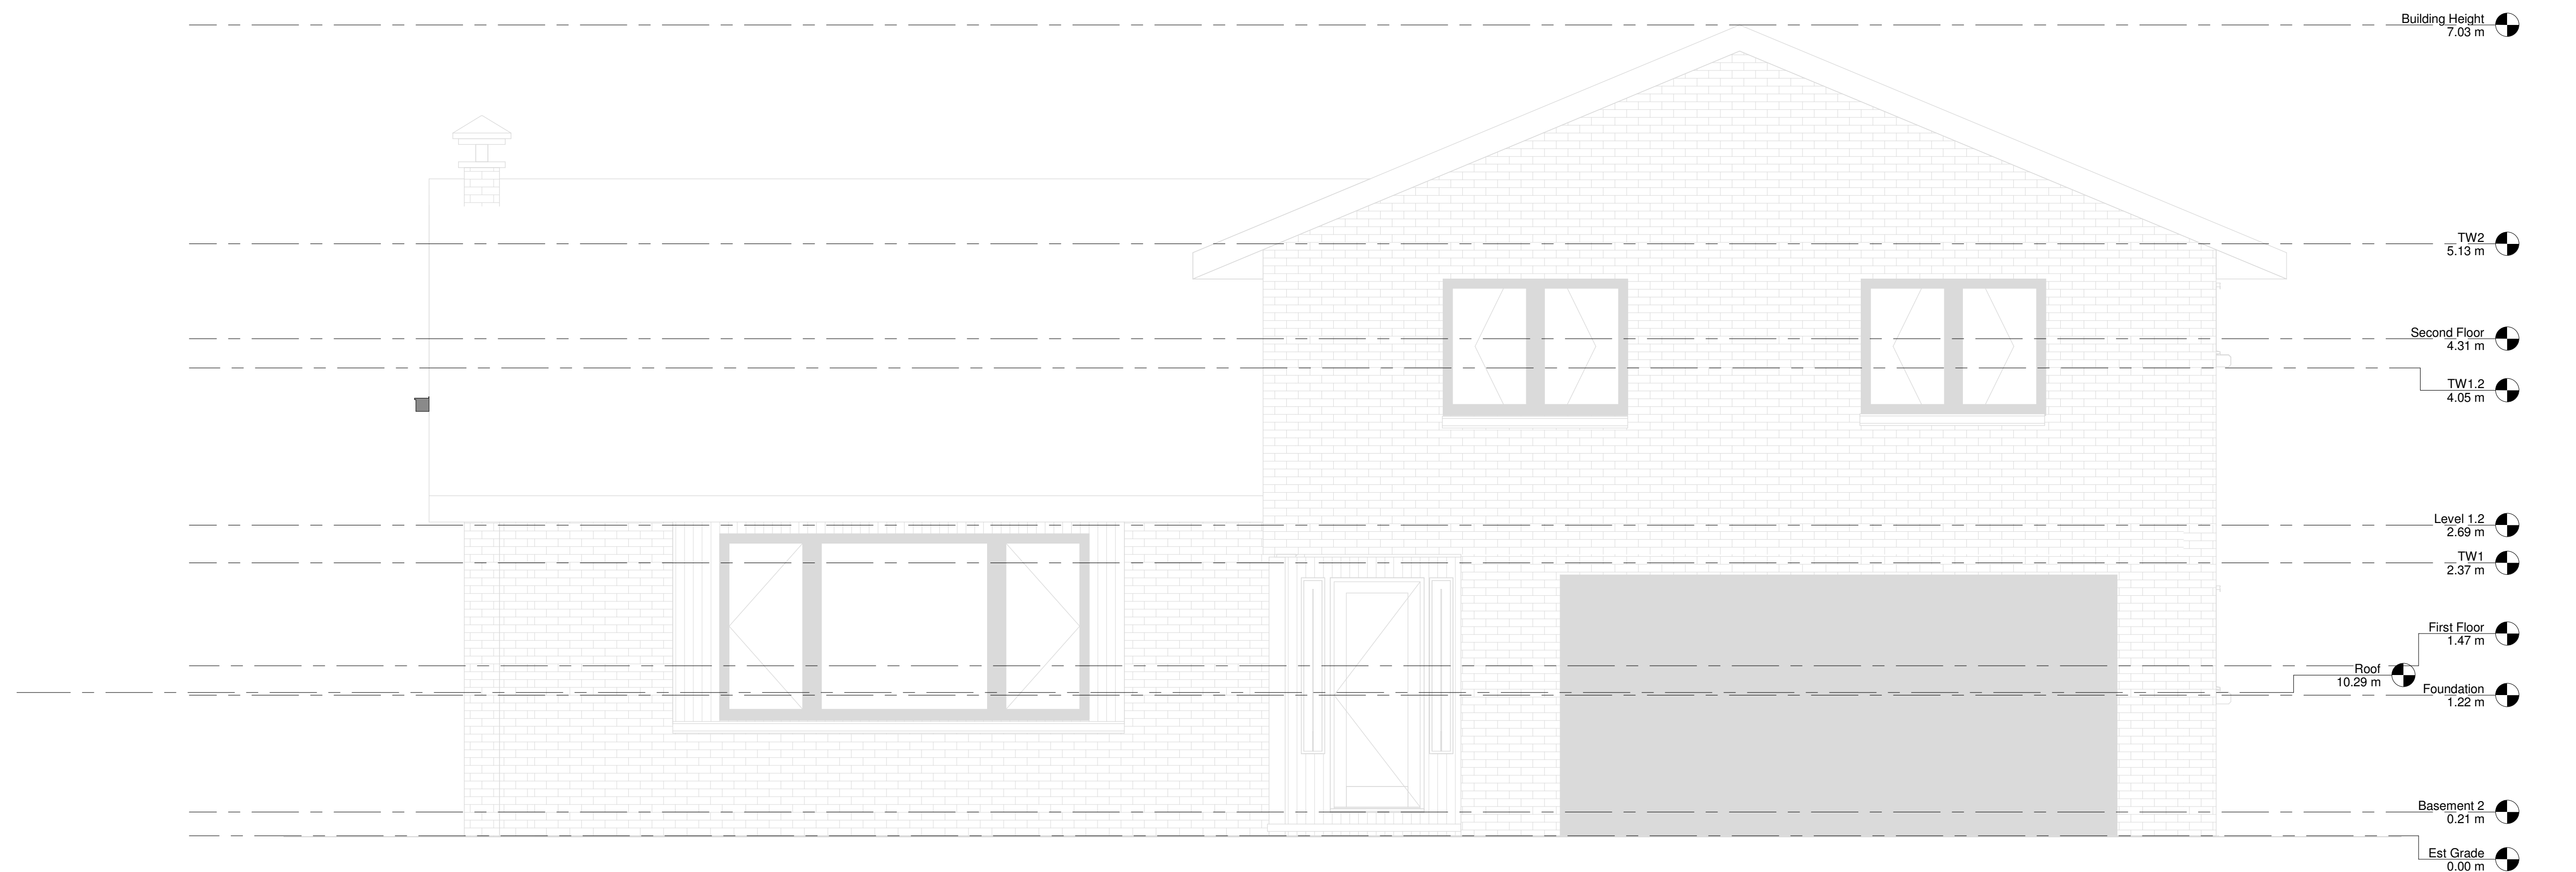 Building Height
7.03 m
TW2
5.13 m
Second Floor
4.31 m
TW1.2
4.05 m
Level 1.2
2.69 m
TW1
2.37 m
First Floor
1.47 m
Roof
10.29 m
Foundation
1.22 m
Basement 2
0.21 m
Est Grade
0.00 m